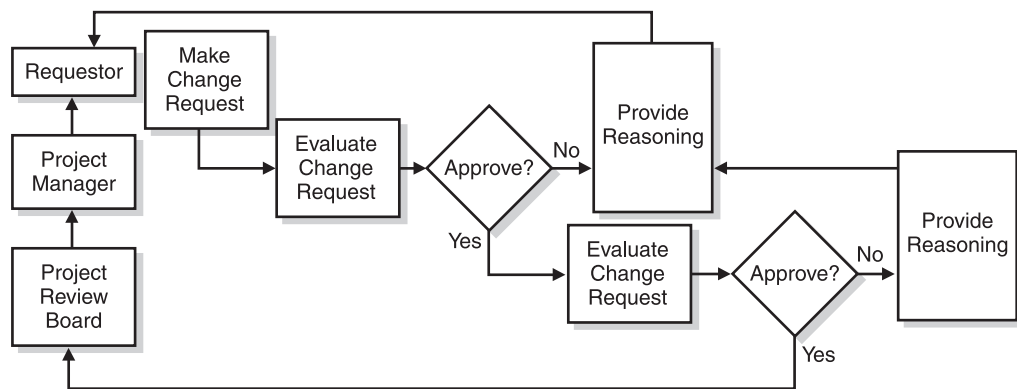 Requestor
Make
Change
Request
Provide
Reasoning
Project
Manager
Evaluate
Change
Request
Approve?
No
Yes
Project
Review
Board
Evaluate
Change
Request
Approve?
No
Yes
Provide
Reasoning